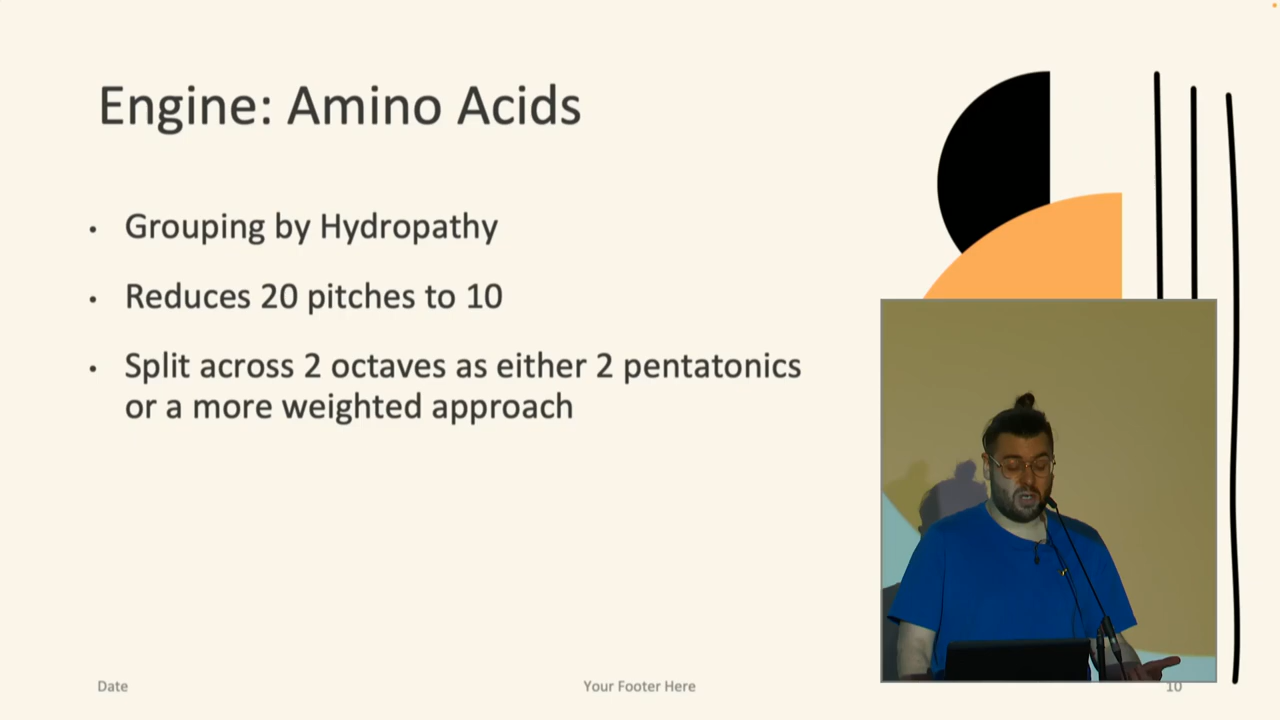 Engine: Amino Acids
• Grouping by Hydropathy
• Reduces 20 pitches to 10
• Split across 2 octaves as either 2 pentatonics
or a more weighted approach
Date
Your Footer Here
10